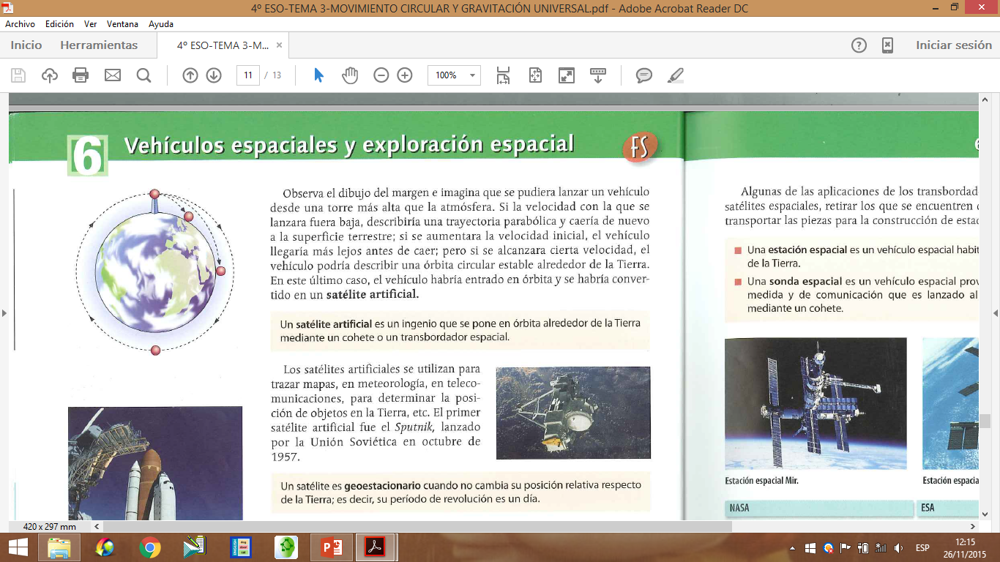 4º ESO-TEMA 3-MOVIMIENTO CIRCULAR Y GRAVITACIÓN UNIVERSAL.pdf - Adobe Acrobat Reader DC
Archivo Edición Ver Ventana Ayuda
Inicio Herramientas 4º ESO-TEMA 3-M... × Iniciar sesión
11 / 13 100%
6 Vehículos espaciales y exploración espacial FS
Observa el dibujo del margen e imagina que se pudiera lanzar un vehículo
desde una torre más alta que la atmósfera. Si la velocidad con la que se
lanzara fuera baja, describiría una trayectoria parabólica y caería de nuevo
a la superficie terrestre; si se aumentara la velocidad inicial, el vehículo
llegaría más lejos antes de caer; pero si se alcanzara cierta velocidad, el
vehículo podría describir una órbita circular estable alrededor de la Tierra.
En este último caso, el vehículo habría entrado en órbita y se habría conver-
tido en un satélite artificial.
Un satélite artificial es un ingenio que se pone en órbita alrededor de la Tierra
mediante un cohete o un transbordador espacial.
Los satélites artificiales se utilizan para
trazar mapas, en meteorología, en teleco-
municaciones, para determinar la posi-
ción de objetos en la Tierra, etc. El primer
satélite artificial fue el Sputnik, lanzado
por la Unión Soviética en octubre de
1957.
Un satélite es geoestacionario cuando no cambia su posición relativa respecto
de la Tierra; es decir, su período de revolución es un día.
Algunas de las aplicaciones de los transbordad
satélites espaciales, retirar los que se encuentren
transportar las piezas para la construcción de esta
Una estación espacial es un vehículo espacial habit
de la Tierra.
Una sonda espacial es un vehículo espacial prov
medida y de comunicación que es lanzado al
mediante un cohete.
Estación espacial Mir.
Estación espacia
NASA
ESA
420 x 297 mm
ESP
12:15
26/11/2015